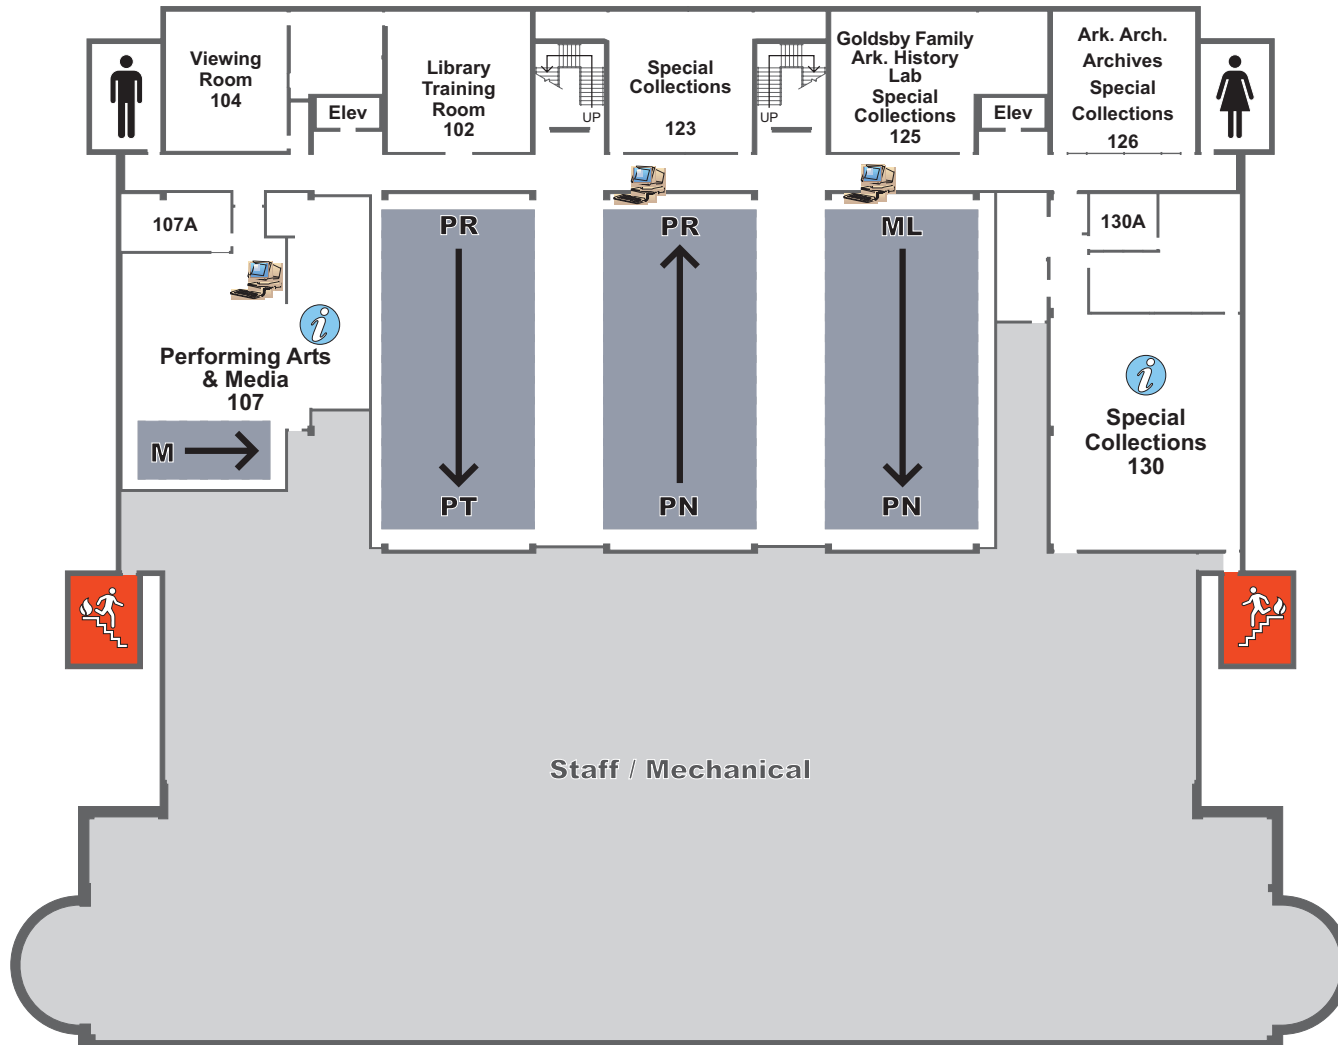 Viewing
Room
104
Elev
Library
Training
Room
102
UP
Special
Collections
123
UP
Goldsby Family
Ark. History
Lab
Special
Collections
125
Elev
Ark. Arch.
Archives
Special
Collections
126
107A
PR
PR
ML
130A
i
Performing Arts
& Media
107
i
Special
Collections
130
M
PT
PN
PN
Staff / Mechanical